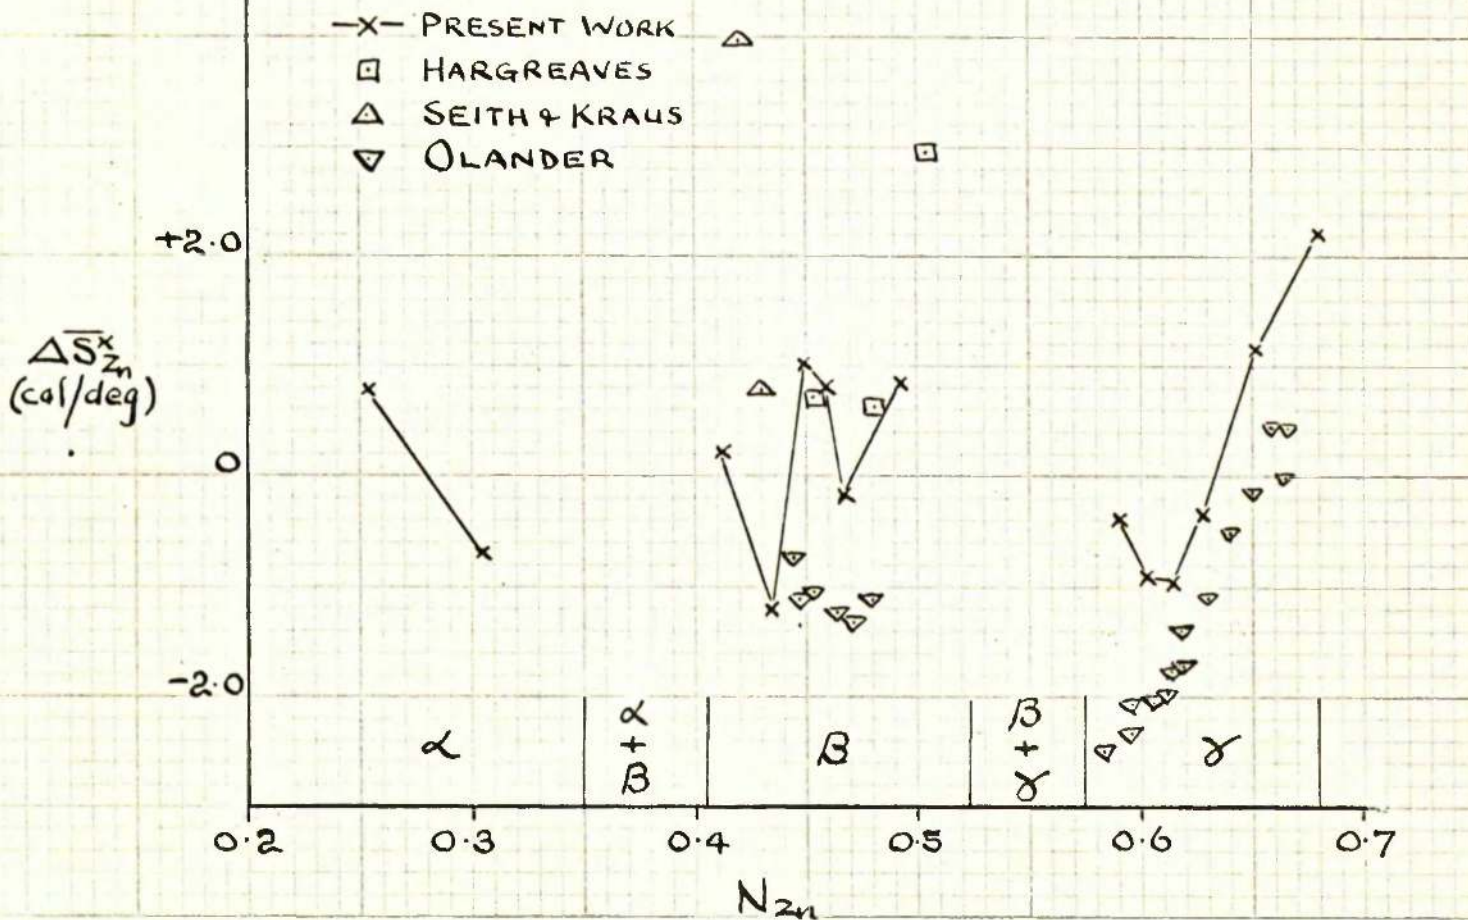 —x— PRESENT WORK
HARGREAVES
SEITH & KRAUS
OLANDER
+2.0
ΔS̄ˣZn
(cal/deg)
0
-2.0
α
α
+
β
β
β
+
γ
γ
0.2 0.3 0.4 0.5 0.6 0.7
NZn